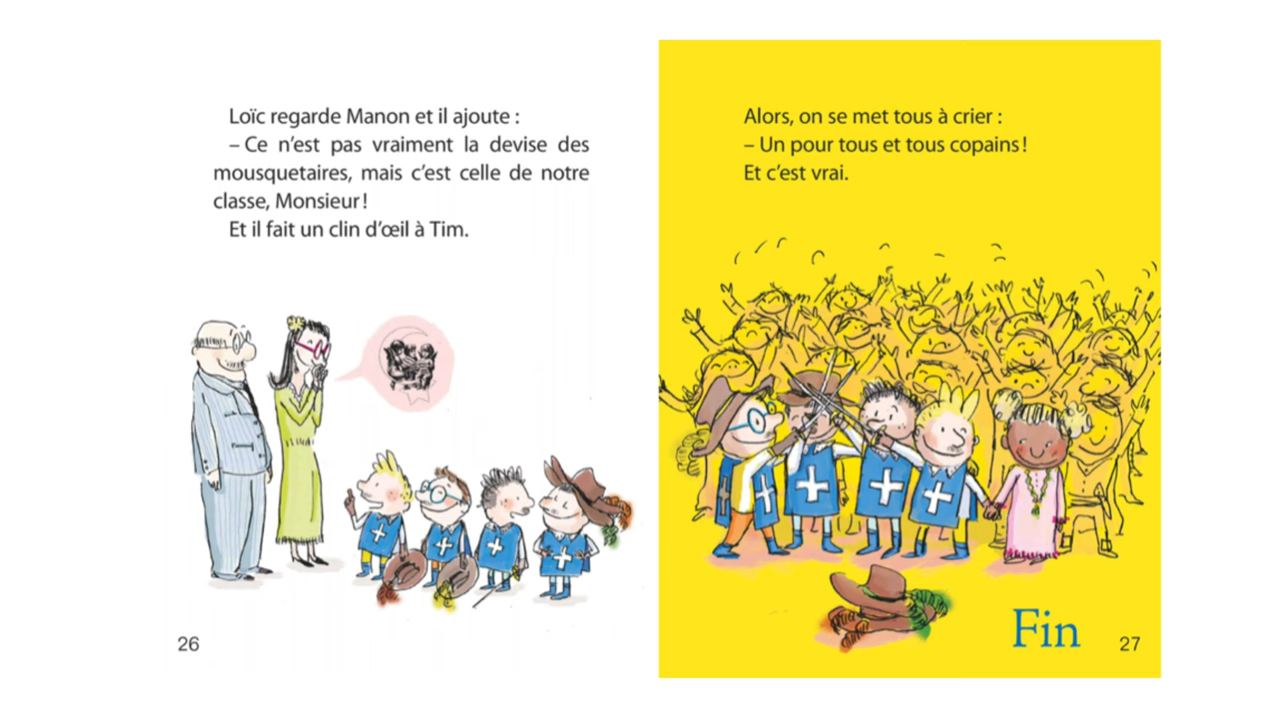 Loïc regarde Manon et il ajoute :
– Ce n'est pas vraiment la devise des
mousquetaires, mais c'est celle de notre
classe, Monsieur !
Et il fait un clin d'œil à Tim.
26
Alors, on se met tous à crier :
– Un pour tous et tous copains !
Et c'est vrai.
Fin
27